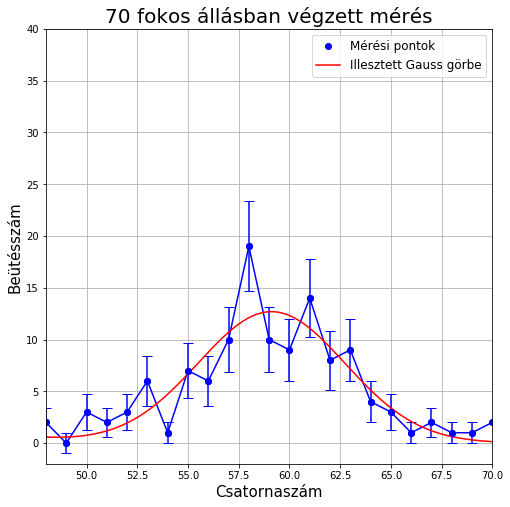 70 fokos állásban végzett mérés
Mérési pontok
Illesztett Gauss görbe
Beütésszám
40
35
30
25
20
15
10
5
0
50.0 52.5 55.0 57.5 60.0 62.5 65.0 67.5 70.0
Csatornaszám